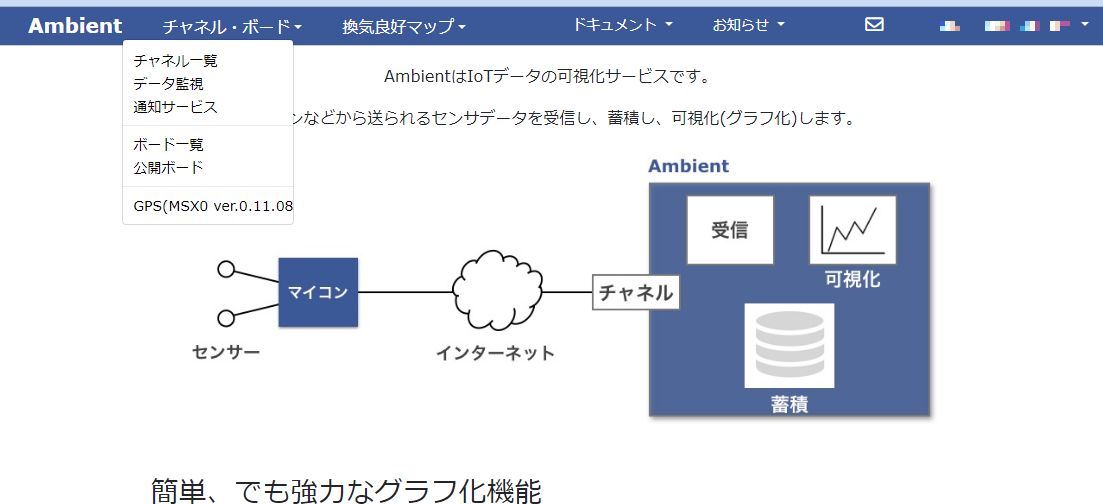 Ambient チャネル・ボード 換気良好マップ ドキュメント お知らせ
チャネル一覧
データ監視
通知サービス
ボード一覧
公開ボード
GPS(MSX0 ver.0.11.08
AmbientはIoTデータの可視化サービスです。
ンなどから送られるセンサデータを受信し、蓄積し、可視化(グラフ化)します。
Ambient
受信
可視化
チャネル
マイコン
センサー
インターネット
蓄積
簡単、でも強力なグラフ化機能